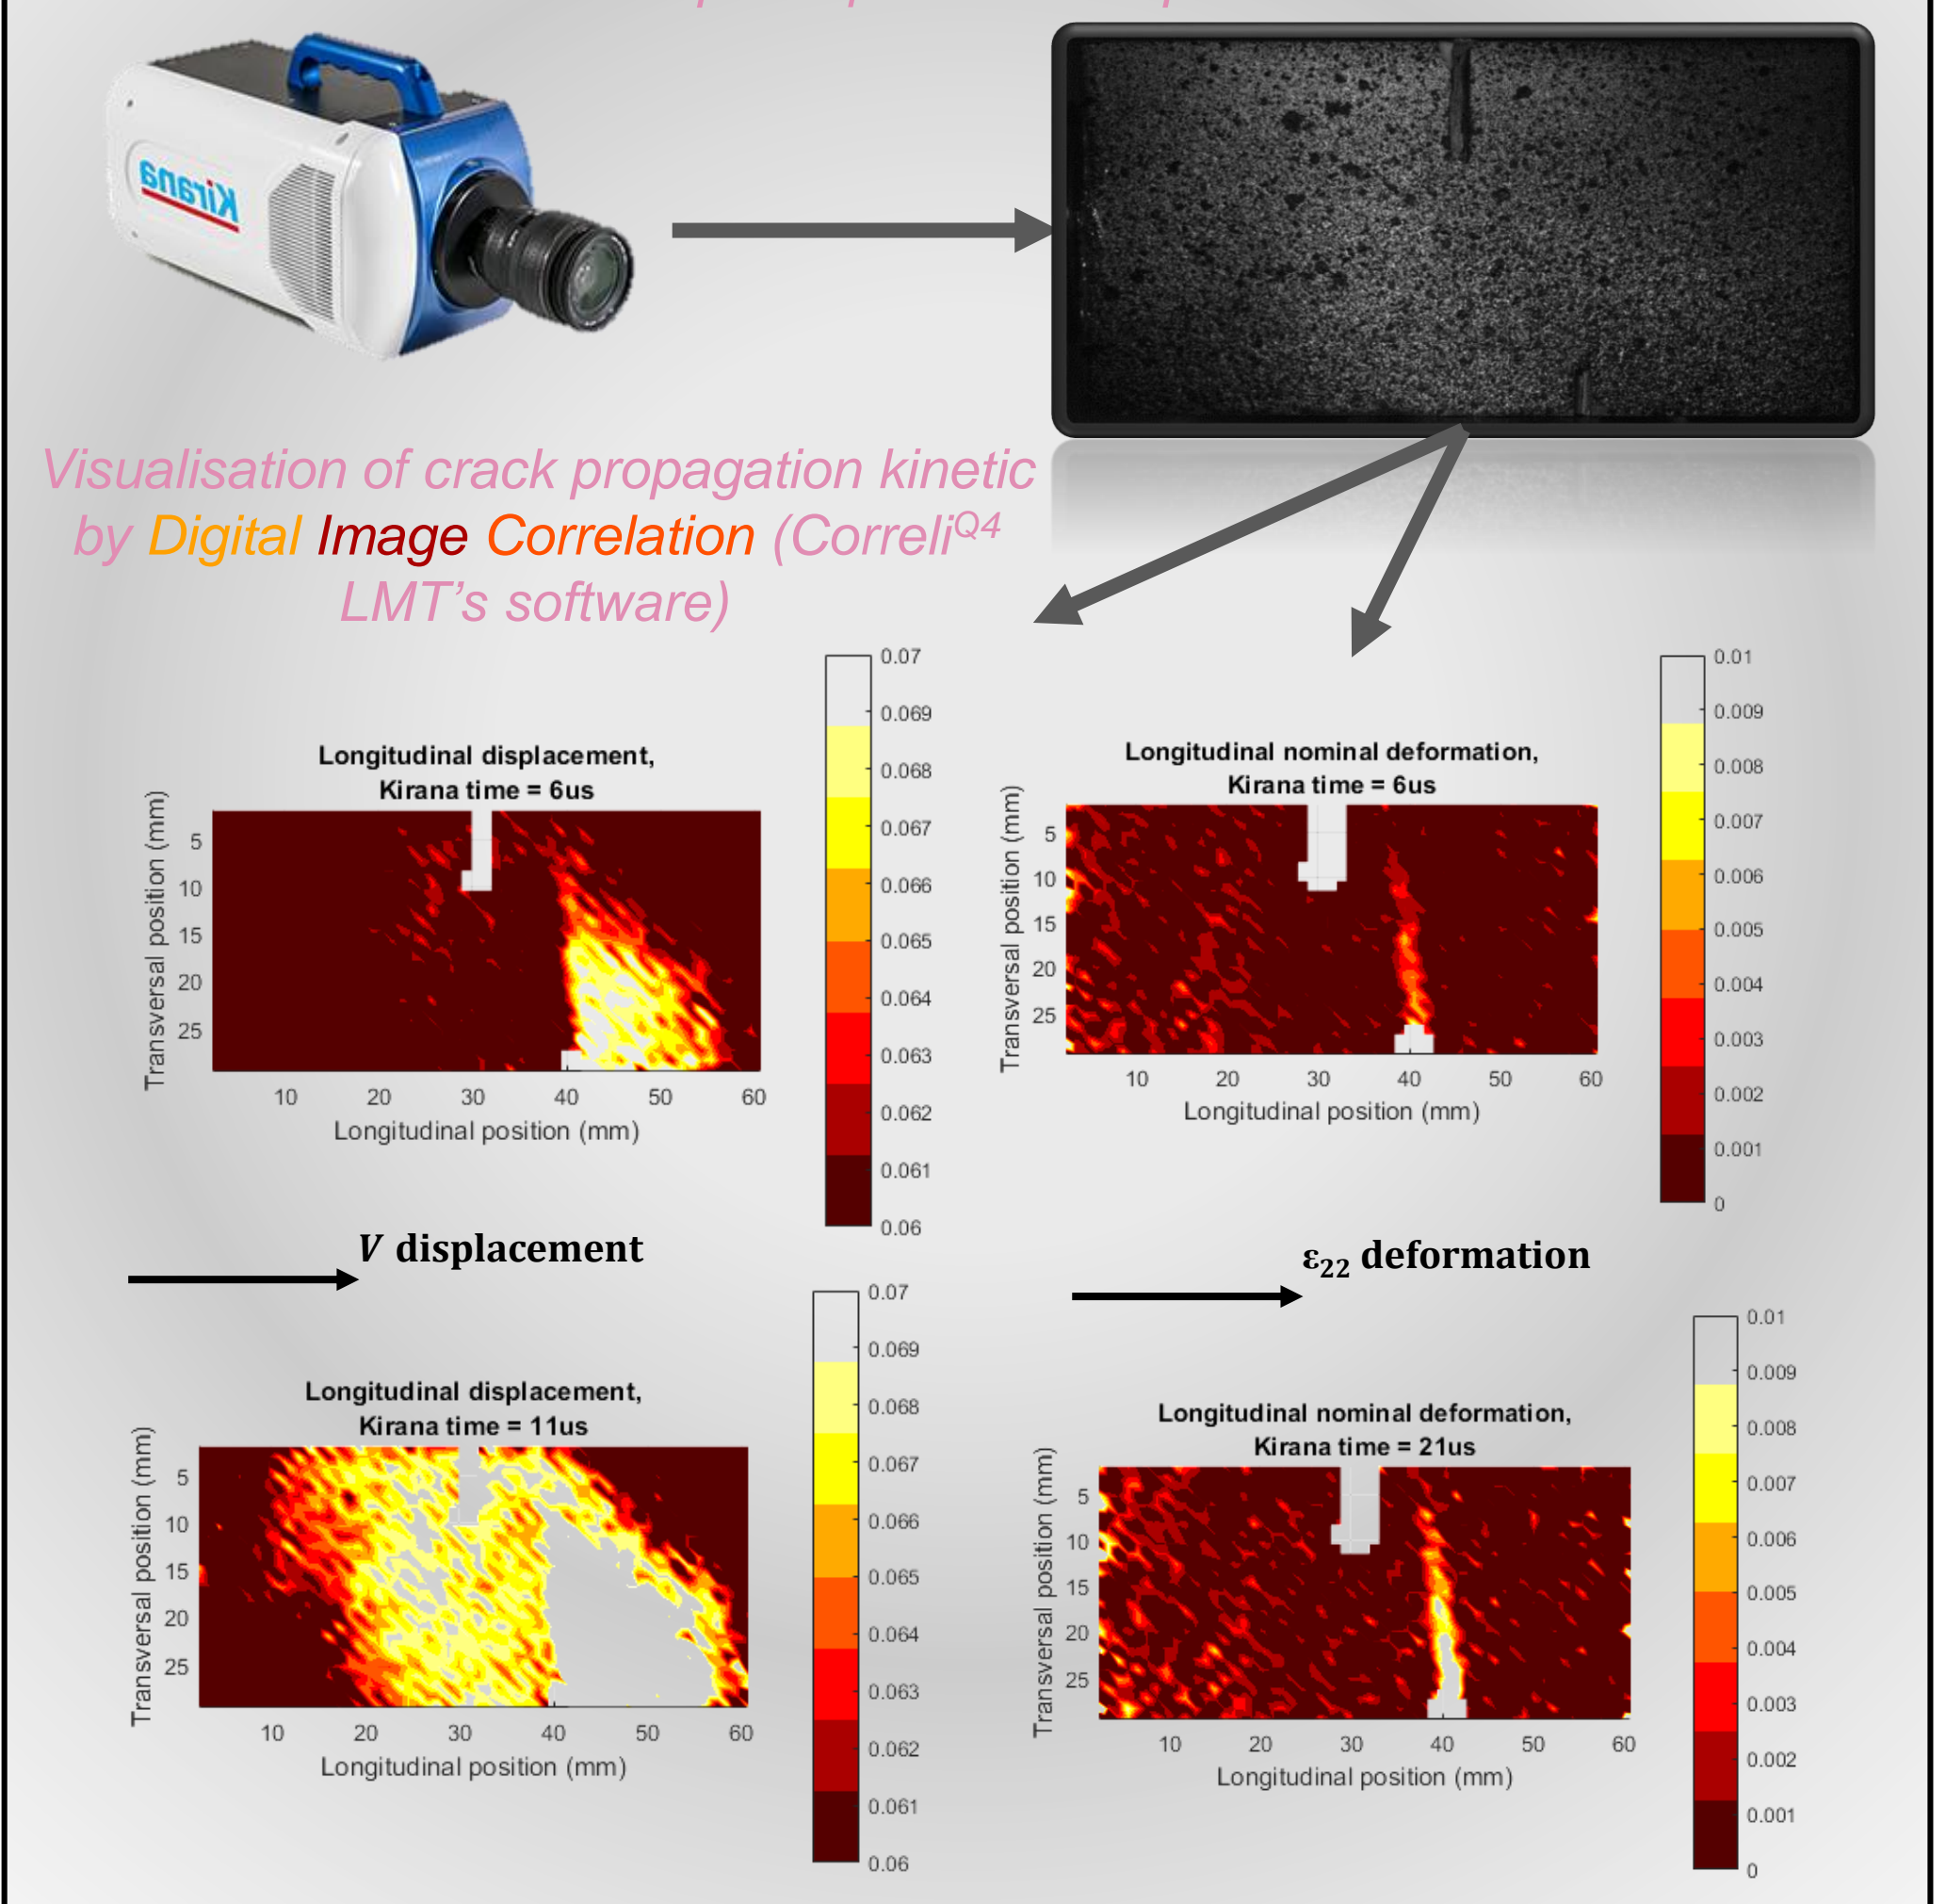 Kirana
Visualisation of crack propagation kinetic
by Digital Image Correlation (Correli^Q4
LMT's software)
0.07
0.069
0.068
0.067
0.066
0.065
0.064
0.063
0.062
0.061
0.06
Longitudinal displacement,
Kirana time = 6us
Transversal position (mm)
5
10
15
20
25
10 20 30 40 50 60
Longitudinal position (mm)
0.01
0.009
0.008
0.007
0.006
0.005
0.004
0.003
0.002
0.001
0
Longitudinal nominal deformation,
Kirana time = 6us
Transversal position (mm)
5
10
15
20
25
10 20 30 40 50 60
Longitudinal position (mm)
V displacement
ε22 deformation
0.07
0.069
0.068
0.067
0.066
0.065
0.064
0.063
0.062
0.061
0.06
Longitudinal displacement,
Kirana time = 11us
Transversal position (mm)
5
10
15
20
25
10 20 30 40 50 60
Longitudinal position (mm)
0.01
0.009
0.008
0.007
0.006
0.005
0.004
0.003
0.002
0.001
0
Longitudinal nominal deformation,
Kirana time = 21us
Transversal position (mm)
5
10
15
20
25
10 20 30 40 50 60
Longitudinal position (mm)